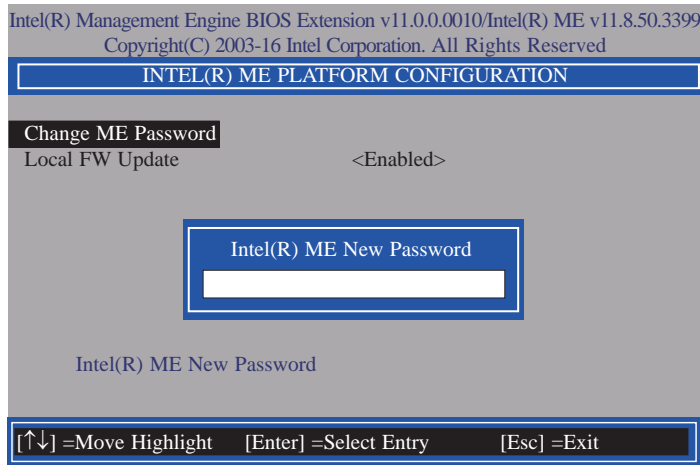 Intel(R) Management Engine BIOS Extension v11.0.0.0010/Intel(R) ME v11.8.50.3399
Copyright(C) 2003-16 Intel Corporation. All Rights Reserved
INTEL(R) ME PLATFORM CONFIGURATION
Change ME Password
Local FW Update <Enabled>
Intel(R) ME New Password
Intel(R) ME New Password
[↑↓] =Move Highlight [Enter] =Select Entry [Esc] =Exit